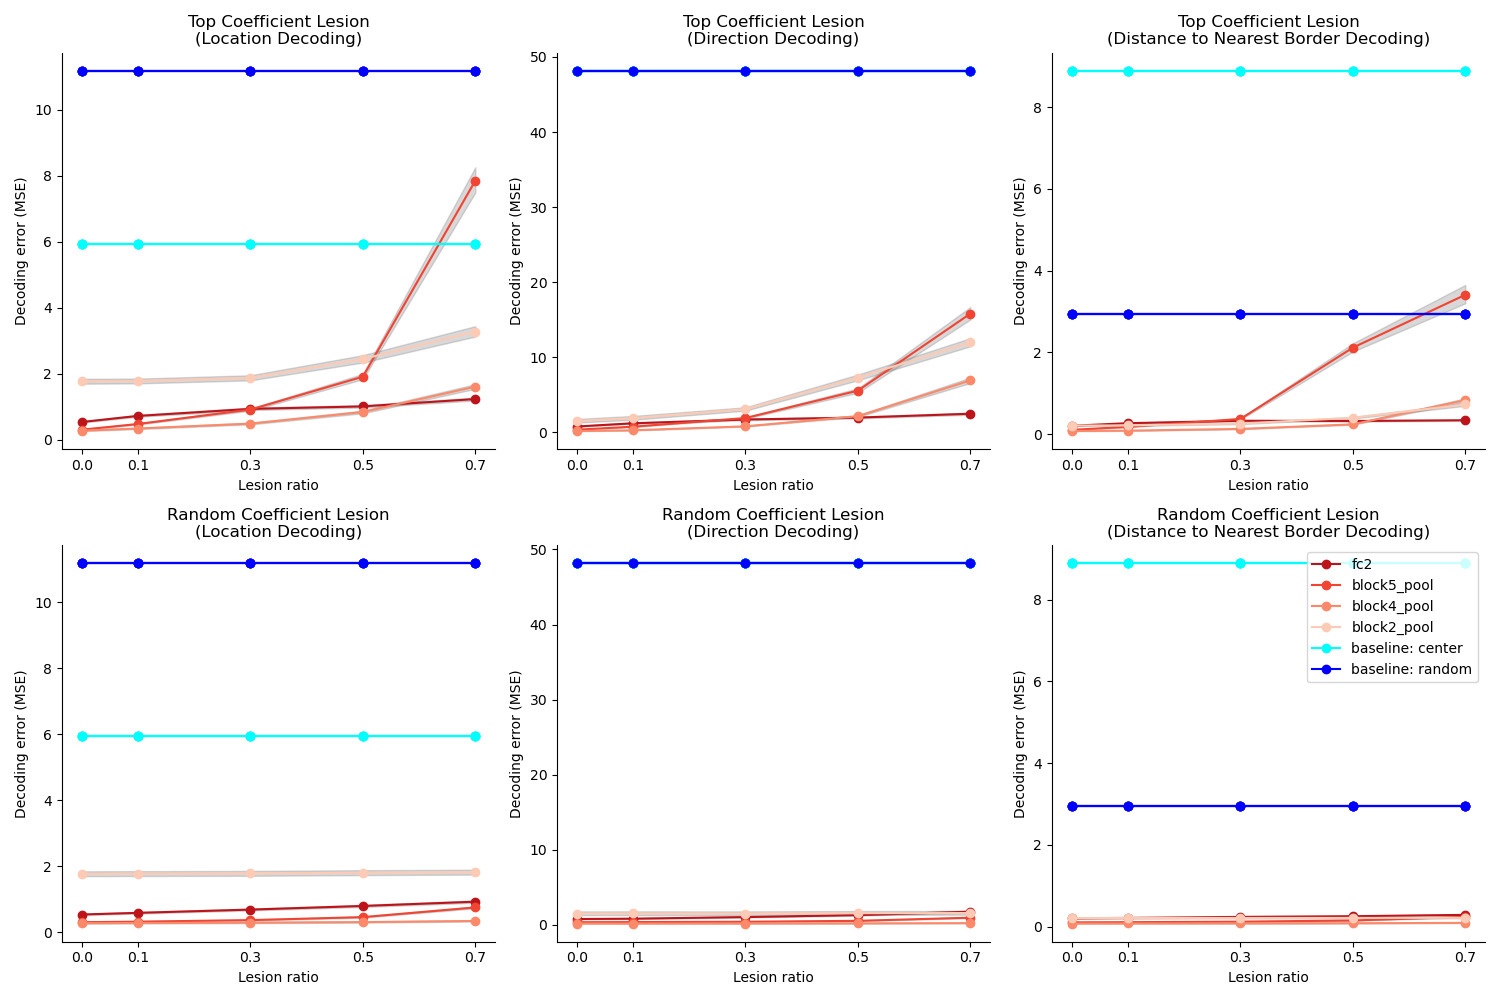 Top Coefficient Lesion
(Location Decoding)
Decoding error (MSE)
10
8
6
4
2
0
0.0 0.1 0.3 0.5 0.7
Lesion ratio
Top Coefficient Lesion
(Direction Decoding)
Decoding error (MSE)
50
40
30
20
10
0
0.0 0.1 0.3 0.5 0.7
Lesion ratio
Top Coefficient Lesion
(Distance to Nearest Border Decoding)
Decoding error (MSE)
8
6
4
2
0
0.0 0.1 0.3 0.5 0.7
Lesion ratio
Random Coefficient Lesion
(Location Decoding)
Decoding error (MSE)
10
8
6
4
2
0
0.0 0.1 0.3 0.5 0.7
Lesion ratio
Random Coefficient Lesion
(Direction Decoding)
Decoding error (MSE)
50
40
30
20
10
0
0.0 0.1 0.3 0.5 0.7
Lesion ratio
Random Coefficient Lesion
(Distance to Nearest Border Decoding)
Decoding error (MSE)
8
6
4
2
0
0.0 0.1 0.3 0.5 0.7
Lesion ratio
fc2
block5_pool
block4_pool
block2_pool
baseline: center
baseline: random